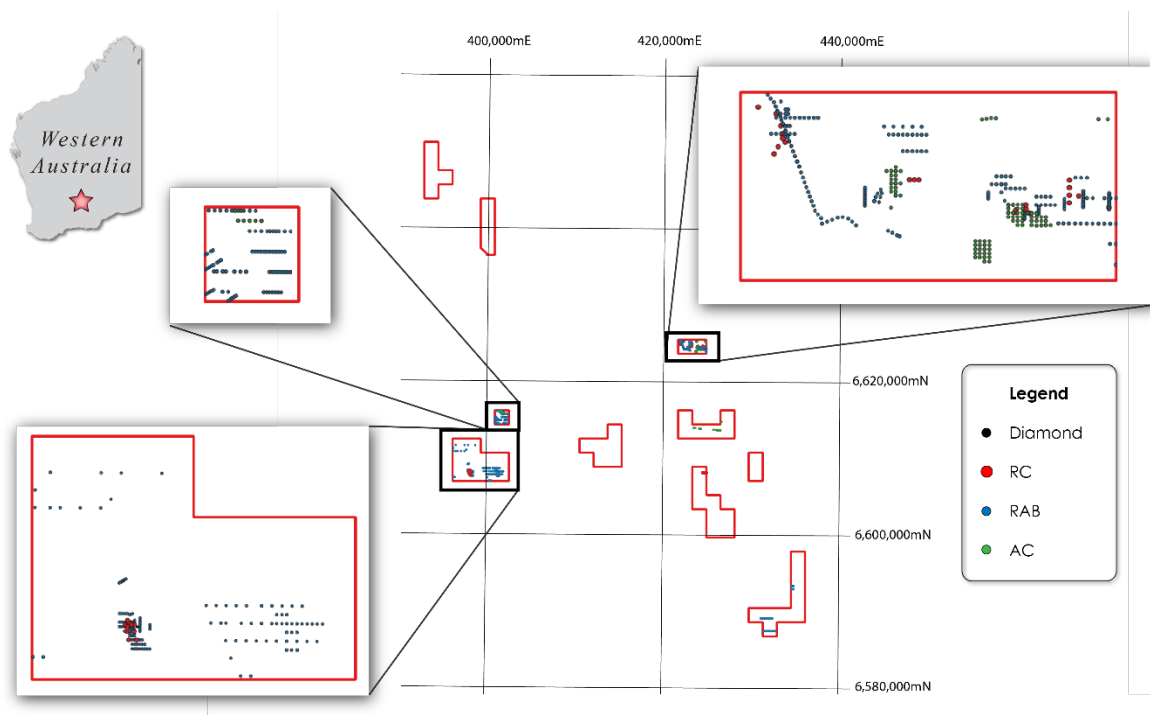 400,000mE
420,000mE
440,000mE
Western
Australia
6,620,000mN
Legend
Diamond
RC
RAB
AC
6,600,000mN
6,580,000mN